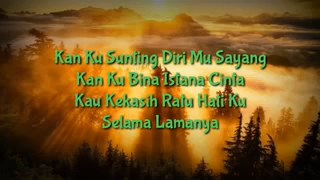 Kan Ku Sunting Diri Mu Sayang
Kan Ku Bina Istana Cinta
Kau Kekasih Ratu Hati Ku
Selama Lamanya